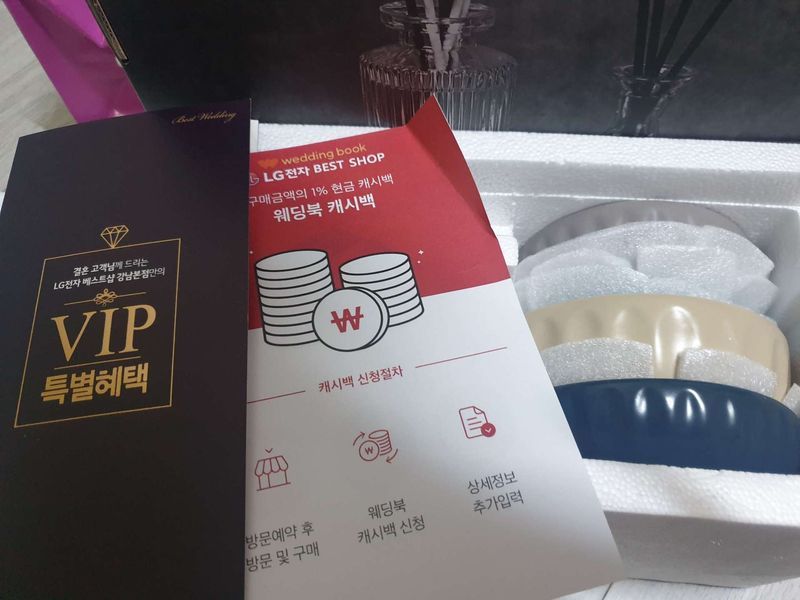 Best Wedding
결혼 고객님께 드리는
LG전자 베스트샵 강남본점만의
VIP
특별혜택
wedding book
LG전자 BEST SHOP
구매금액의 1% 현금 캐시백
웨딩북 캐시백
₩
캐시백 신청절차
방문예약 후
방문 및 구매
W
웨딩북
캐시백 신청
상세정보
추가입력